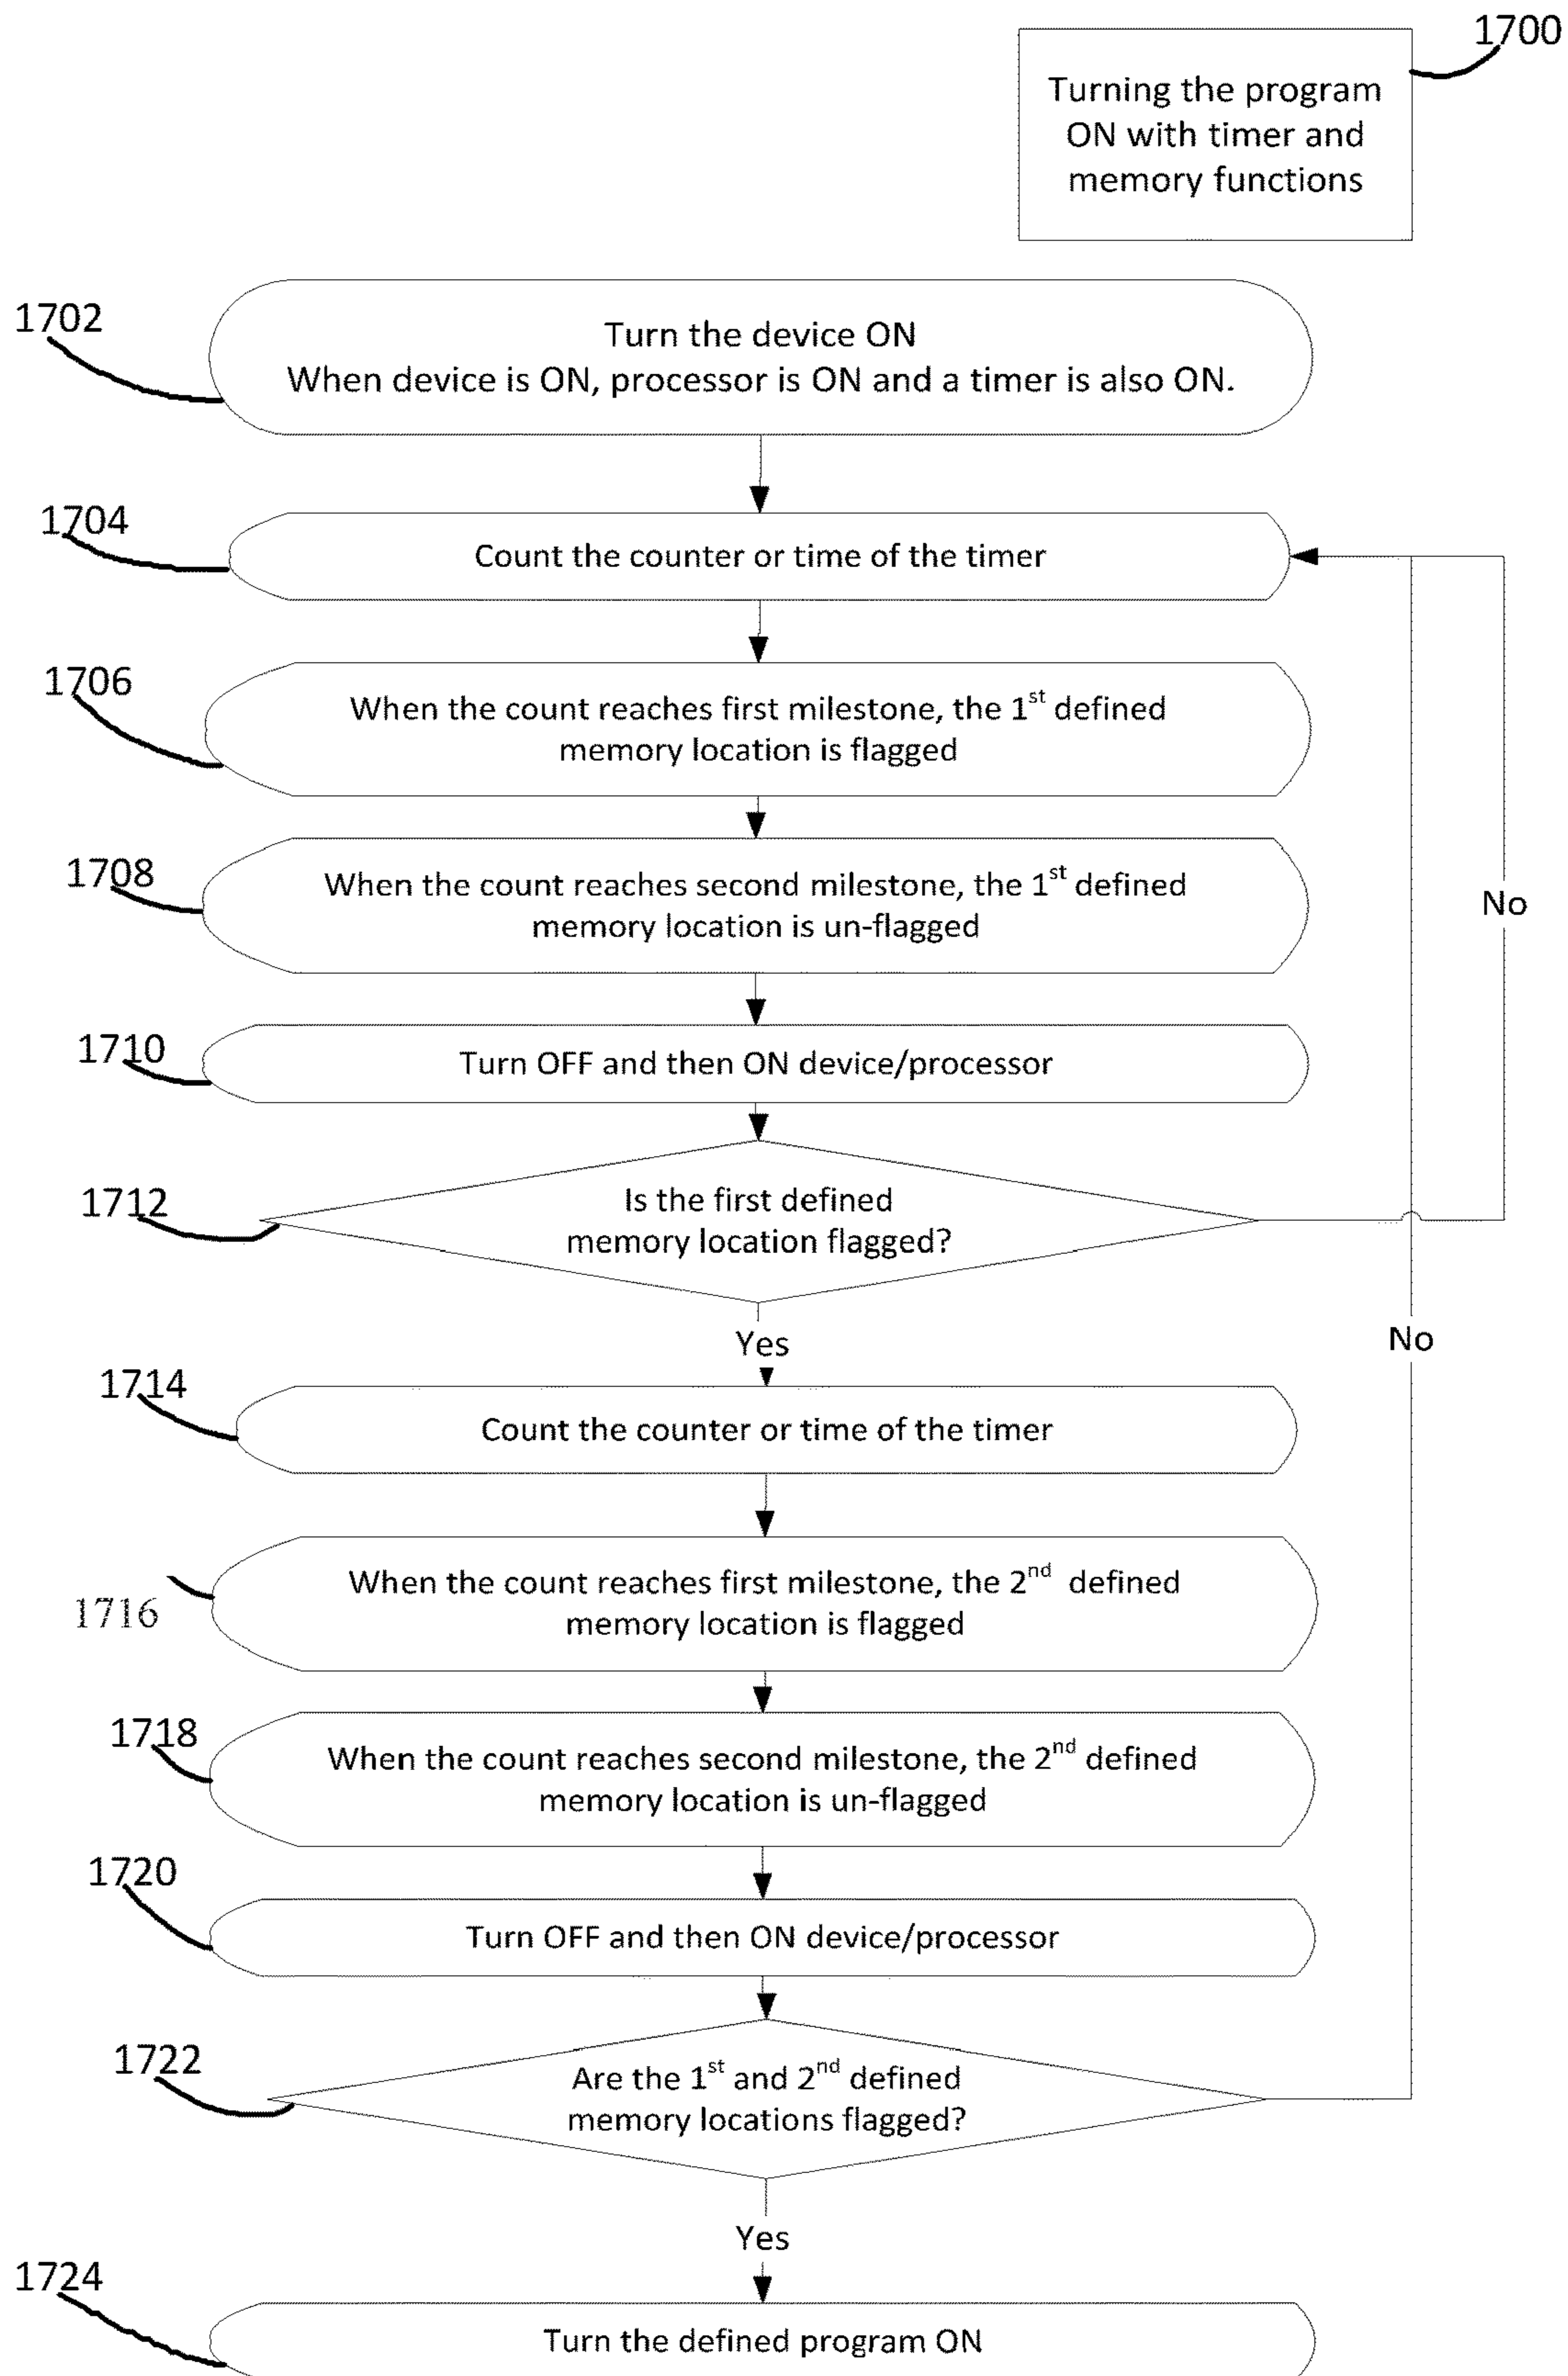 1700
Turning the program
ON with timer and
memory functions
1702
Turn the device ON
When device is ON, processor is ON and a timer is also ON.
1704
Count the counter or time of the timer
1706
When the count reaches first milestone, the 1st defined
memory location is flagged
1708
When the count reaches second milestone, the 1st defined
memory location is un-flagged
No
1710
Turn OFF and then ON device/processor
1712
Is the first defined
memory location flagged?
Yes
No
1714
Count the counter or time of the timer
1716
When the count reaches first milestone, the 2nd defined
memory location is flagged
1718
When the count reaches second milestone, the 2nd defined
memory location is un-flagged
1720
Turn OFF and then ON device/processor
1722
Are the 1st and 2nd defined
memory locations flagged?
Yes
1724
Turn the defined program ON